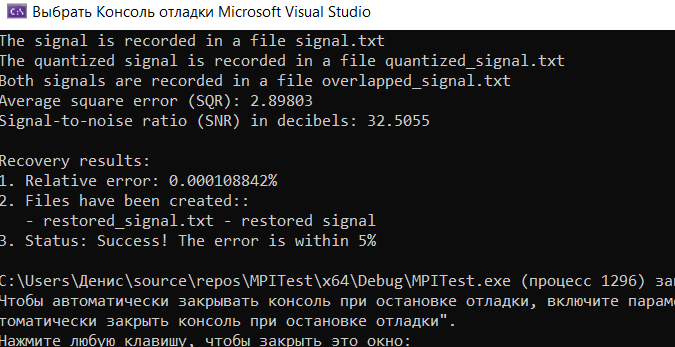 Выбрать Консоль отладки Microsoft Visual Studio
The signal is recorded in a file signal.txt
The quantized signal is recorded in a file quantized_signal.txt
Both signals are recorded in a file overlapped_signal.txt
Average square error (SQR): 2.89803
Signal-to-noise ratio (SNR) in decibels: 32.5055
Recovery results:
1. Relative error: 0.000108842%
2. Files have been created::
- restored_signal.txt - restored signal
3. Status: Success! The error is within 5%
C:\Users\Денис\source\repos\MPITest\x64\Debug\MPITest.exe (процесс 1296) за
Чтобы автоматически закрывать консоль при остановке отладки, включите парам
томатически закрыть консоль при остановке отладки".
Нажмите любую клавишу, чтобы закрыть это окно: